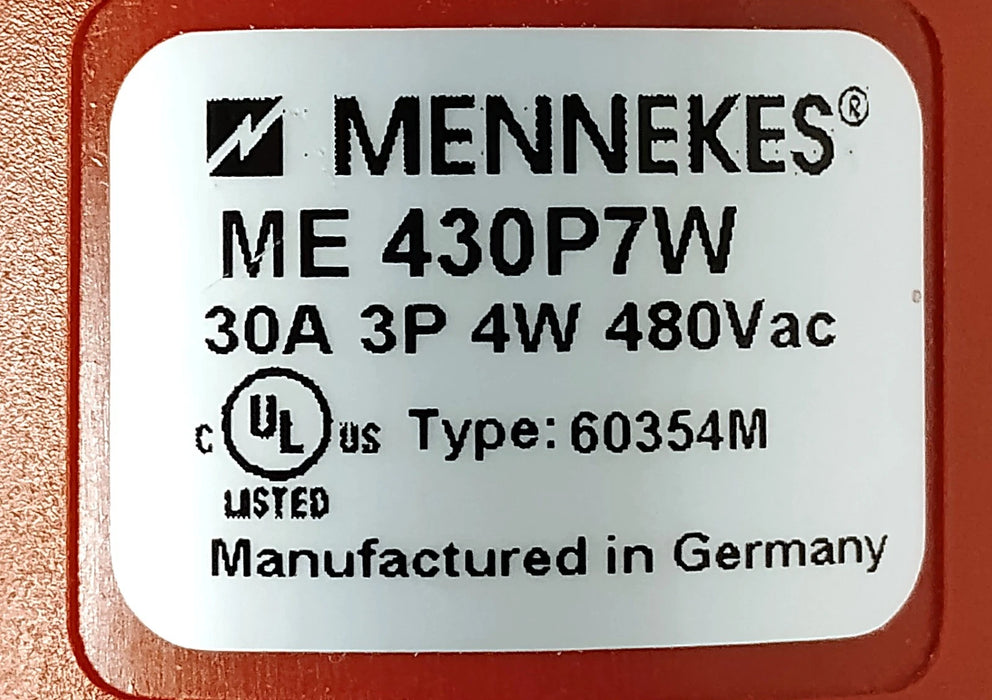 MENNEKES®
ME 430P7W
30A 3P 4W 480Vac
C UL US Type: 60354M
LISTED
Manufactured in Germany